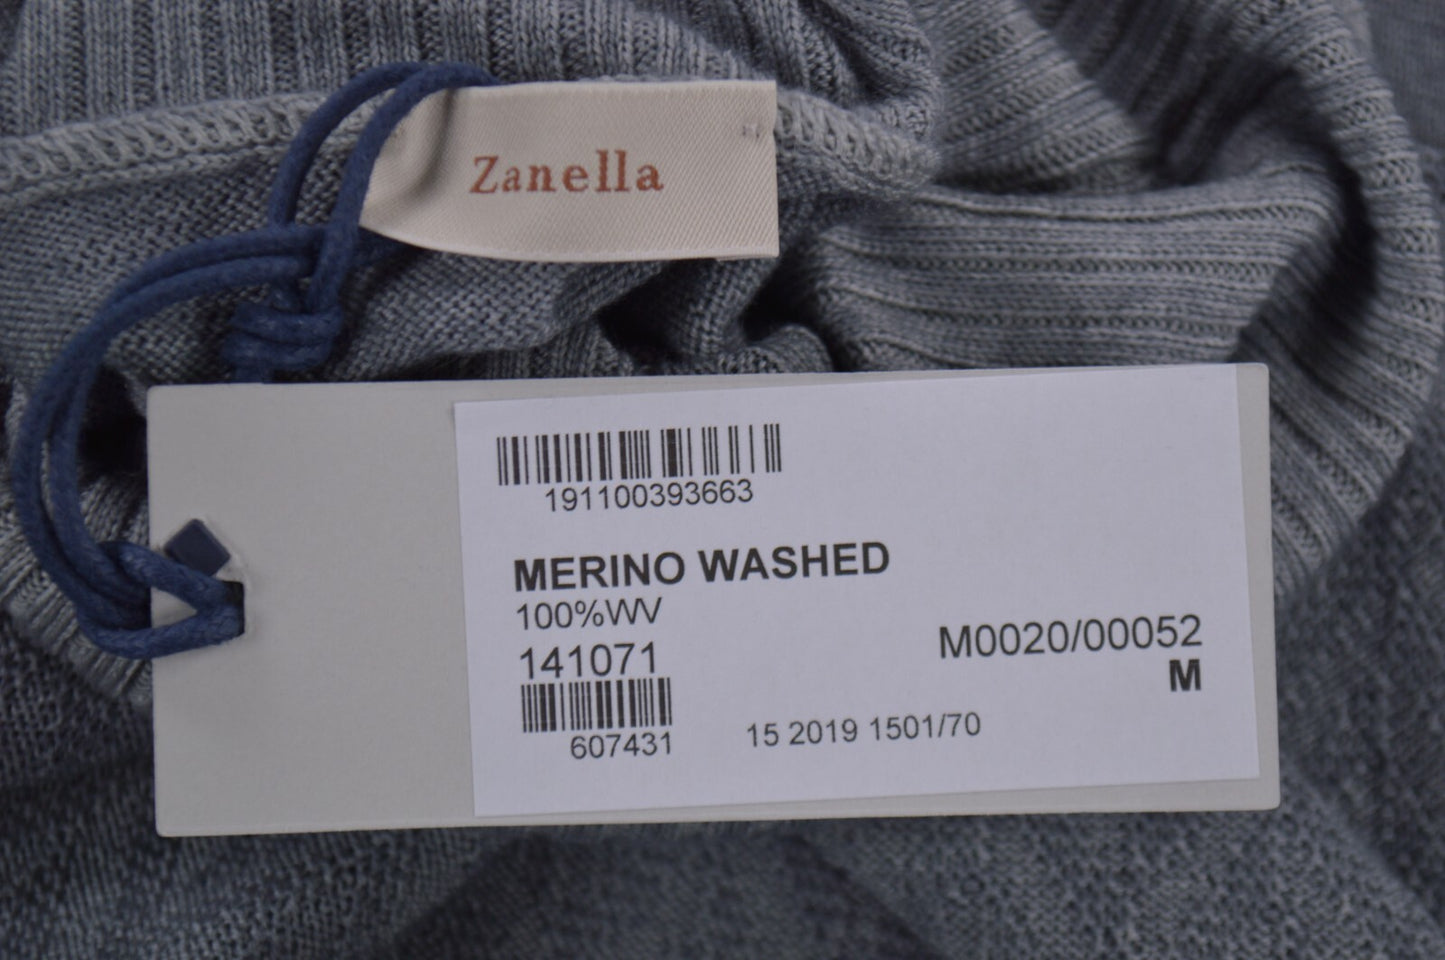 Zanella
191100393663
MERINO WASHED
100%WV
141071
M0020/00052
M
607431
15 2019 1501/70